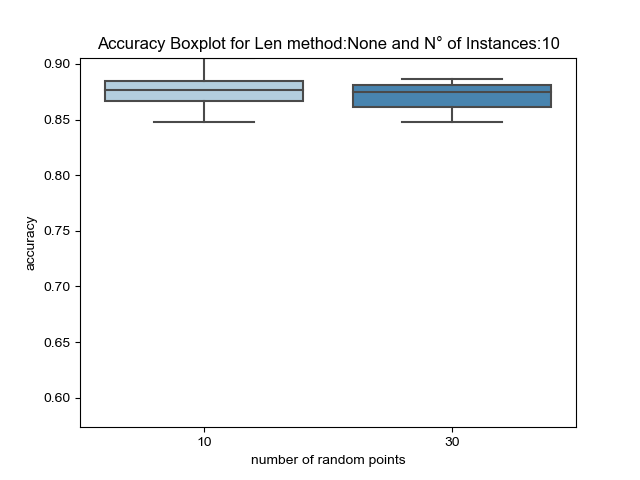 Accuracy Boxplot for Len method:None and N° of Instances:10
0.90
0.85
0.80
0.75
0.70
0.65
0.60
accuracy
10 30
number of random points